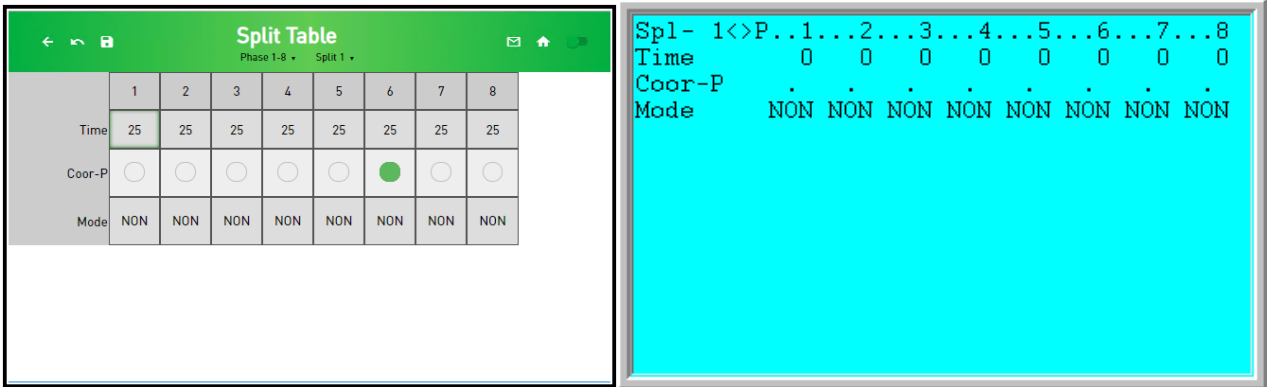 Split Table
Phase 1-8 Split 1
1 2 3 4 5 6 7 8
Time 25 25 25 25 25 25 25 25
Coor-P
Mode NON NON NON NON NON NON NON NON
Spl- 1<>P..1...2...3...4...5...6...7...8
Time 0 0 0 0 0 0 0 0
Coor-P . . . . . . . .
Mode NON NON NON NON NON NON NON NON